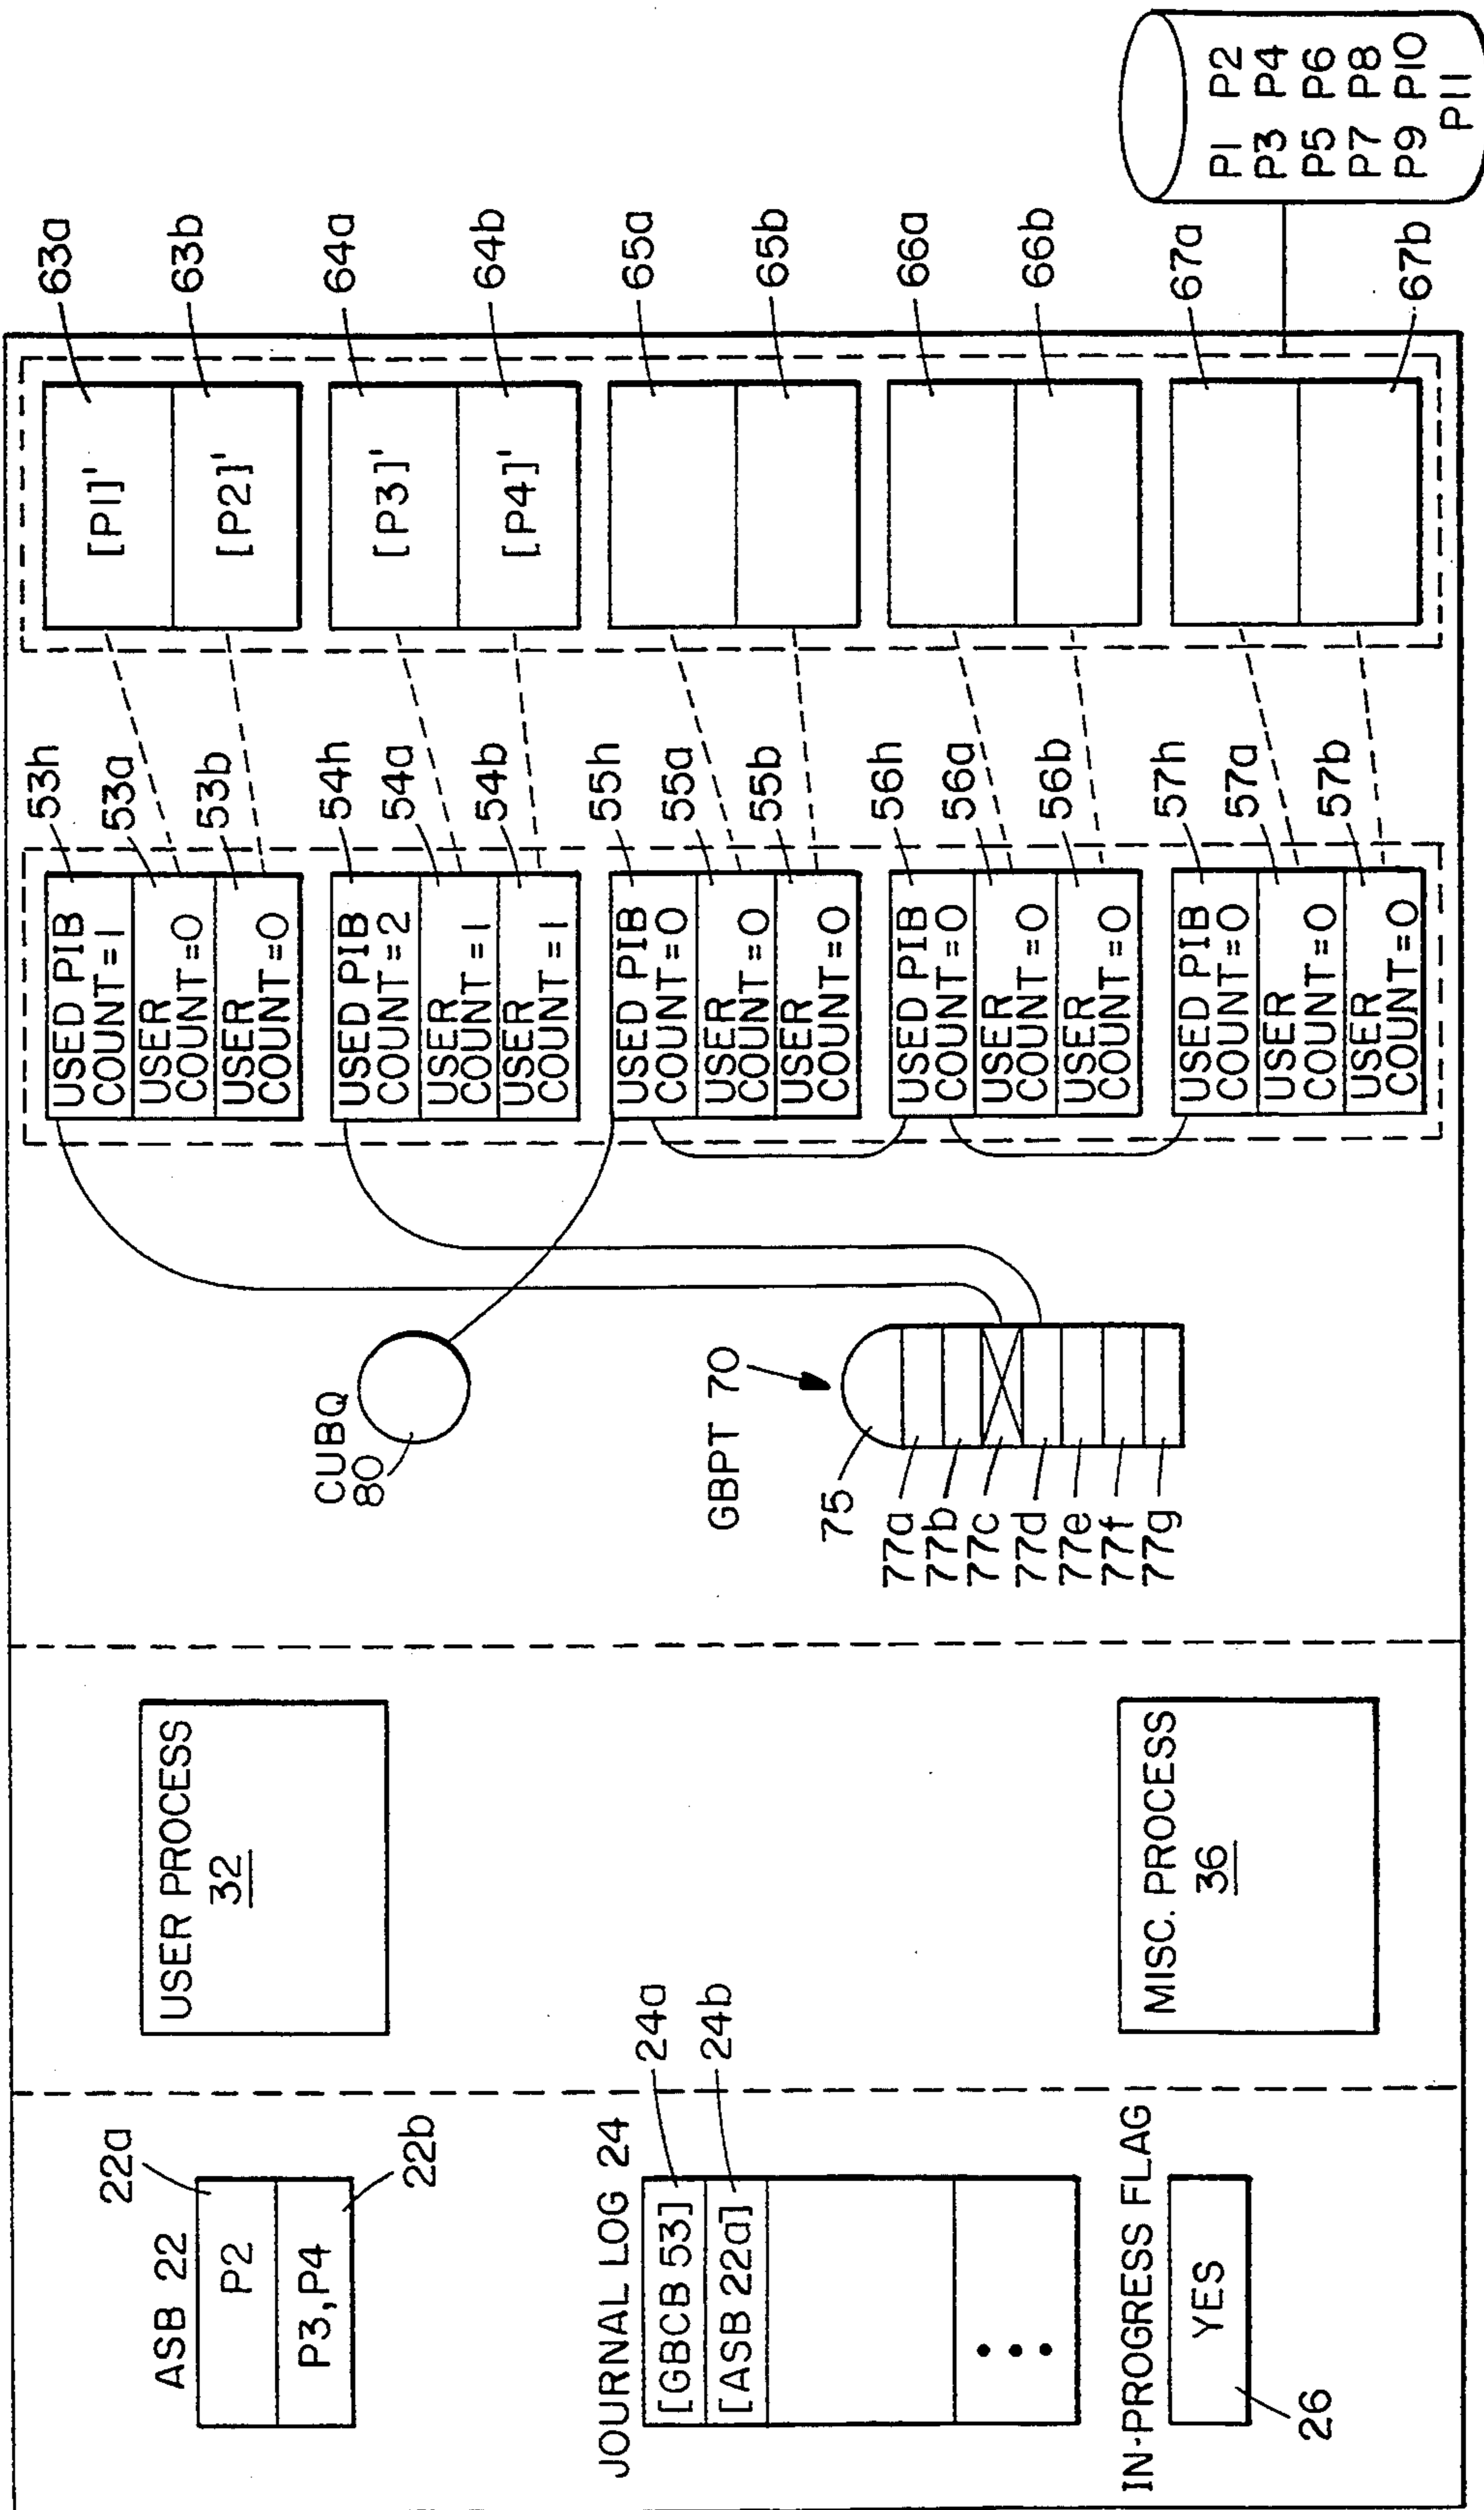 ASB 22
22a
P2
P3,P4
22b
JOURNAL LOG 24
[GBCB 53]
24a
[ASB 22a]
24b
•••
IN-PROGRESS FLAG
YES
26
USER PROCESS
32
MISC. PROCESS
36
CUBQ
80
GBPT 70
75
77a
77b
77c
77d
77e
77f
77g
USED PIB
COUNT=1
53h
USER
COUNT=0
53a
USER
COUNT=0
53b
USED PIB
COUNT=2
54h
USER
COUNT=1
54a
USER
COUNT=1
54b
USED PIB
COUNT=0
55h
USER
COUNT=0
55a
USER
COUNT=0
55b
USED PIB
COUNT=0
56h
USER
COUNT=0
56a
USER
COUNT=0
56b
USED PIB
COUNT=0
57h
USER
COUNT=0
57a
USER
COUNT=0
57b
[P1]'
63a
[P2]'
63b
[P3]'
64a
[P4]'
64b
65a
65b
66a
66b
67a
67b
P1 P2
P3 P4
P5 P6
P7 P8
P9 P10
P11